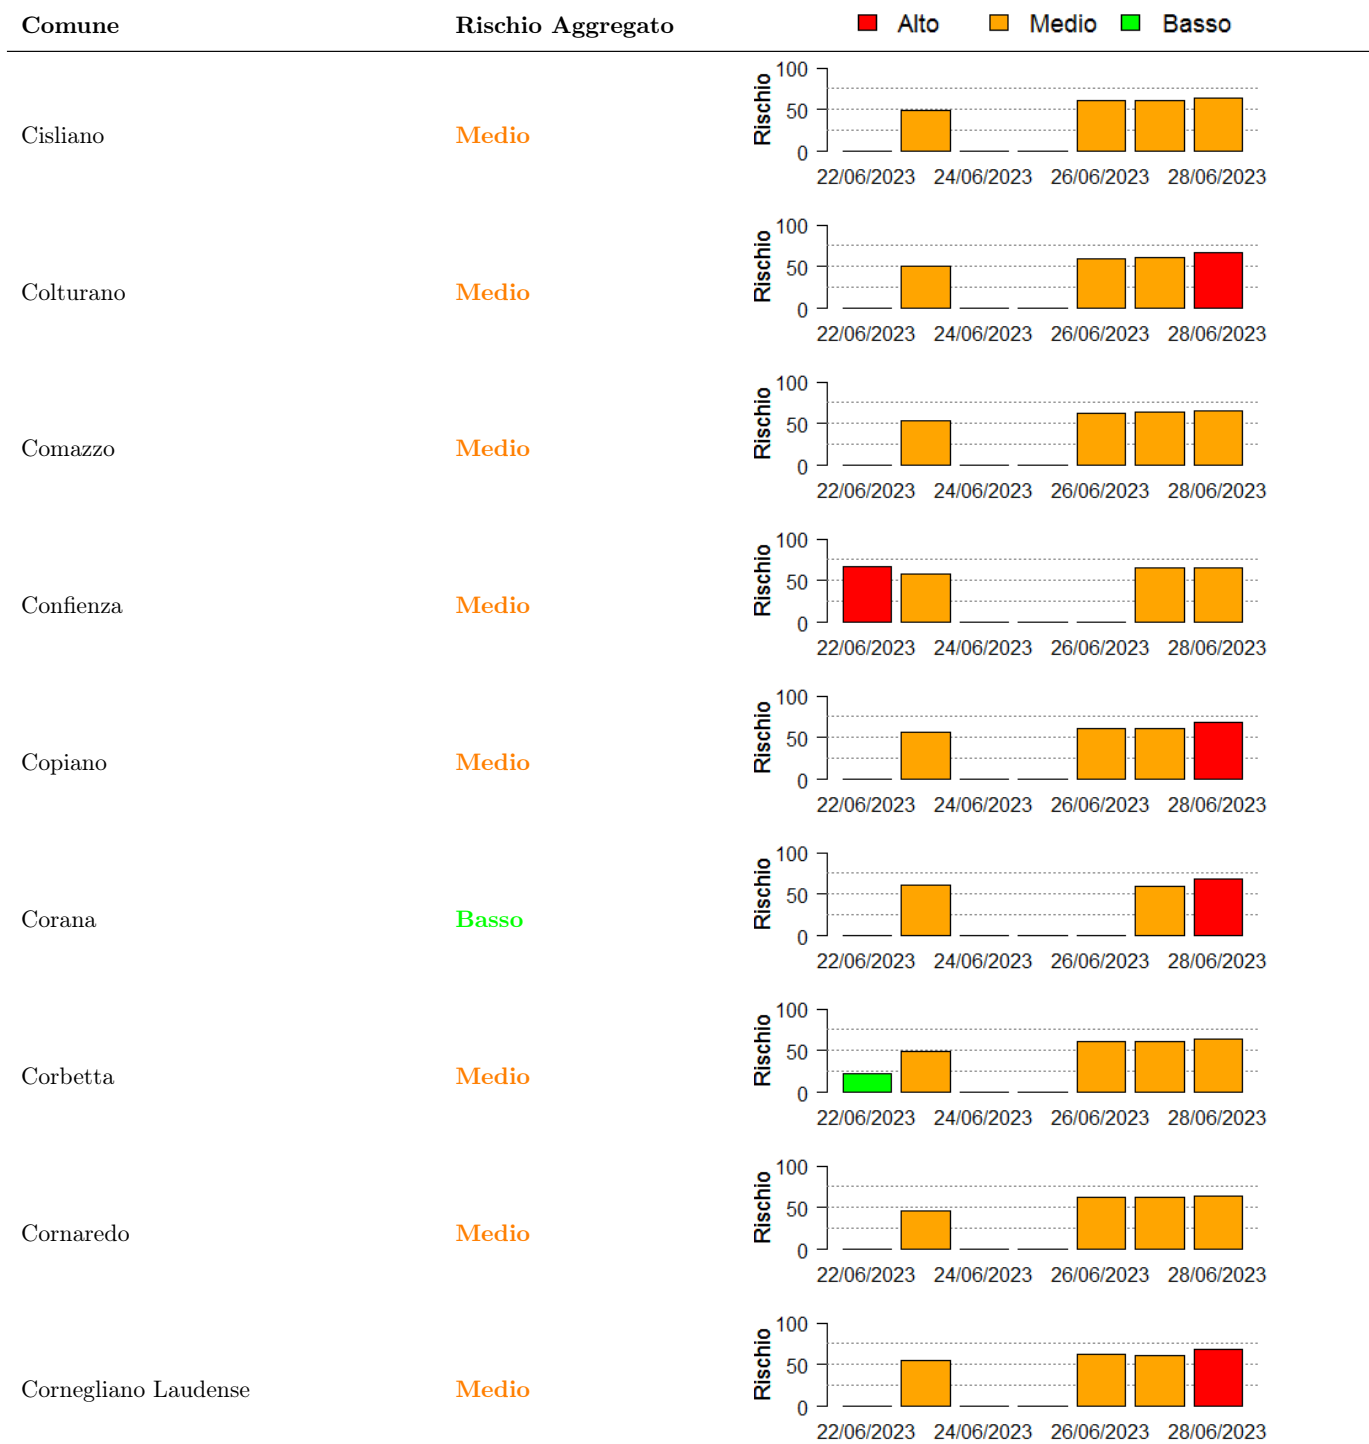 Comune Rischio Aggregato Alto Medio Basso
Cisliano Medio
Rischio
100
50
0
22/06/2023 24/06/2023 26/06/2023 28/06/2023
Colturano Medio
Rischio
100
50
0
22/06/2023 24/06/2023 26/06/2023 28/06/2023
Comazzo Medio
Rischio
100
50
0
22/06/2023 24/06/2023 26/06/2023 28/06/2023
Confienza Medio
Rischio
100
50
0
22/06/2023 24/06/2023 26/06/2023 28/06/2023
Copiano Medio
Rischio
100
50
0
22/06/2023 24/06/2023 26/06/2023 28/06/2023
Corana Basso
Rischio
100
50
0
22/06/2023 24/06/2023 26/06/2023 28/06/2023
Corbetta Medio
Rischio
100
50
0
22/06/2023 24/06/2023 26/06/2023 28/06/2023
Cornaredo Medio
Rischio
100
50
0
22/06/2023 24/06/2023 26/06/2023 28/06/2023
Cornegliano Laudense Medio
Rischio
100
50
0
22/06/2023 24/06/2023 26/06/2023 28/06/2023